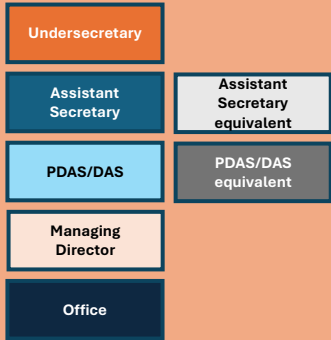 Undersecretary
Assistant
Secretary
Assistant
Secretary
equivalent
PDAS/DAS
PDAS/DAS
equivalent
Managing
Director
Office